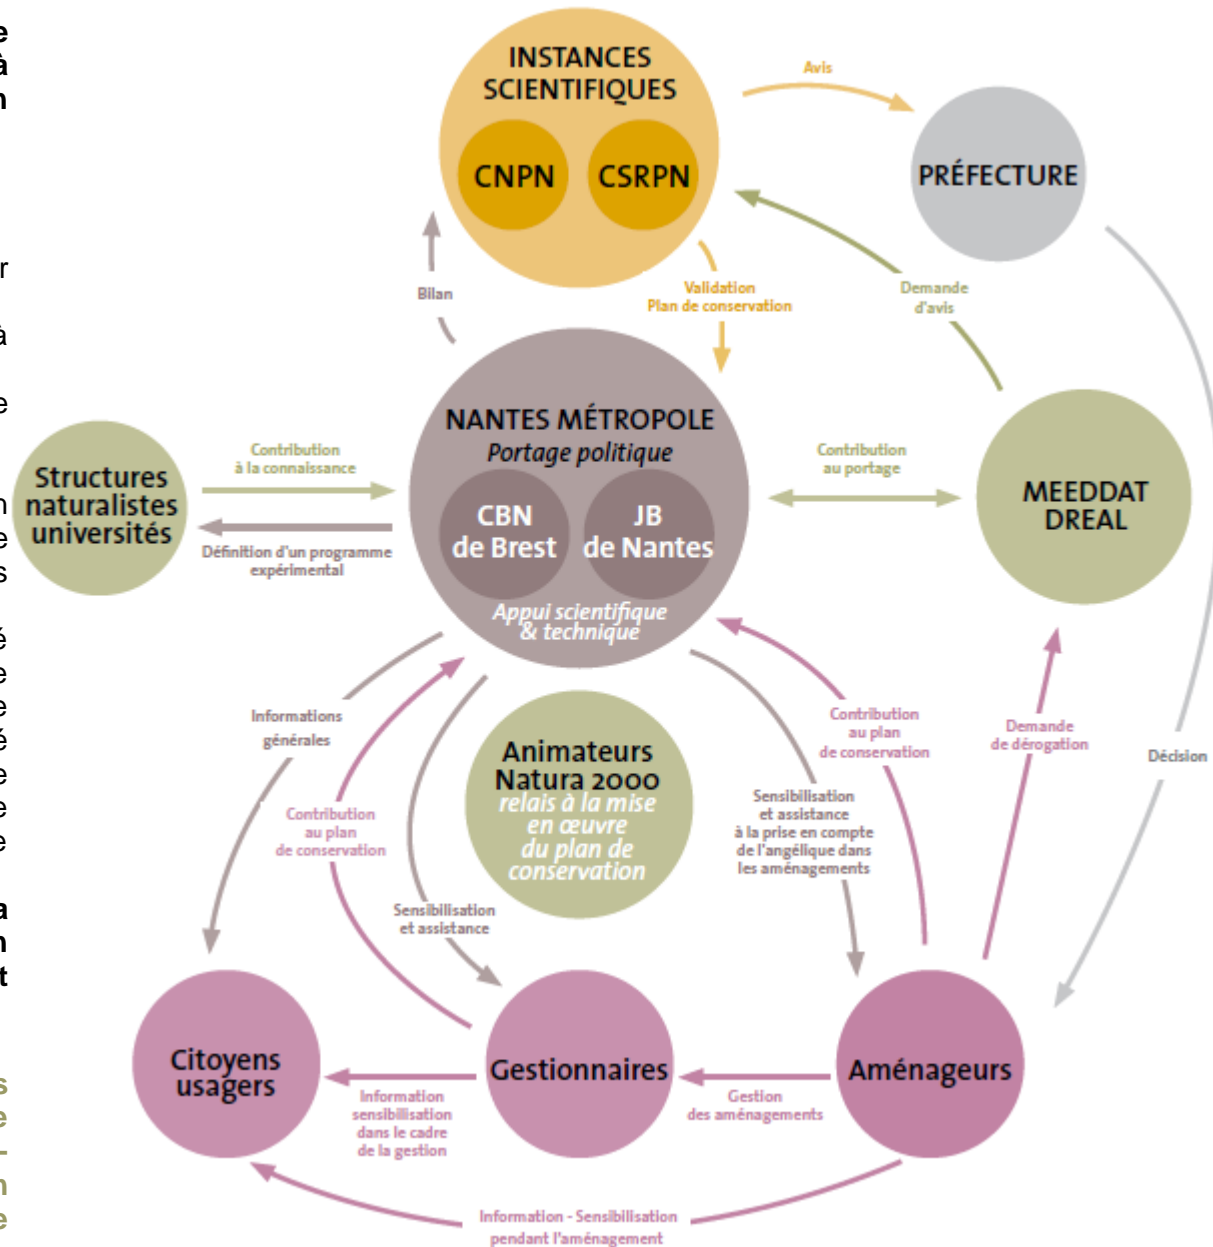 e
à
n
r
à
e
n
e
s
é
e
e
é
e
e
e
a
n
t
s
e
-
n
e
INSTANCES
SCIENTIFIQUES
CNPN
CSRPN
Avis
PRÉFECTURE
Bilan
Validation
Plan de conservation
Demande
d'avis
NANTES MÉTROPOLE
Portage politique
CBN
de Brest
JB
de Nantes
Appui scientifique
& technique
Structures
naturalistes
universités
Contribution
à la connaissance
Définition d'un programme
expérimental
Contribution
au portage
MEEDDAT
DREAL
Informations
générales
Contribution
au plan
de conservation
Sensibilisation
et assistance
Animateurs
Natura 2000
relais à la mise
en œuvre
du plan de
conservation
Sensibilisation
et assistance
à la prise en compte
de l'angélique dans
les aménagements
Contribution
au plan
de conservation
Demande
de dérogation
Décision
Citoyens
usagers
Gestionnaires
Aménageurs
Information
sensibilisation
dans le cadre
de la gestion
Gestion
des aménagements
Information - Sensibilisation
pendant l'aménagement